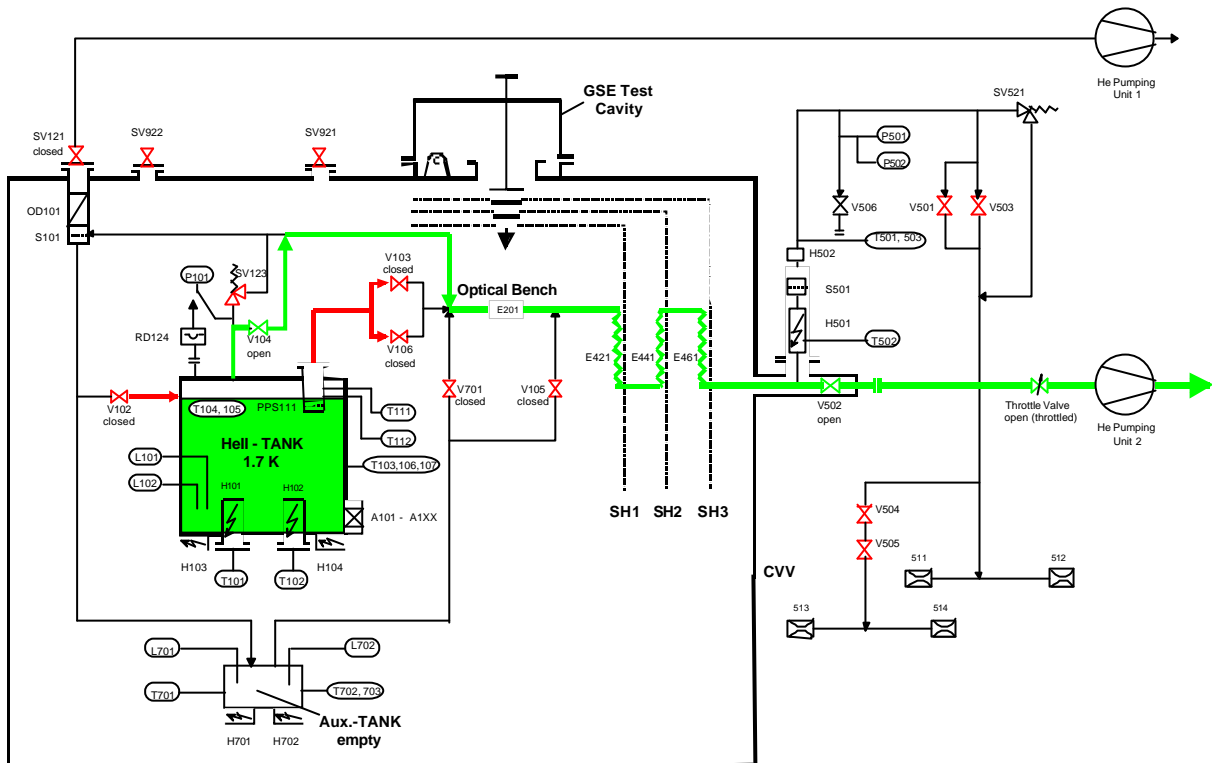 He Pumping
Unit 1
GSE Test
Cavity
SV521
SV121
closed
SV922
SV921
P501
P502
OD101
V506
V501
V503
S101
T501, 503
H502
P101
SV123
V103
closed
S501
Optical Bench
E201
H501
V104
open
RD124
V106
closed
T502
E421
E441
E461
V102
closed
T104, 105
PPS111
T111
V701
closed
V105
closed
V502
open
Throttle Valve
open (throttled)
He Pumping
Unit 2
T112
HeII - TANK
1.7 K
L101
T103,106,107
L102
H101
H102
SH1
SH2
SH3
A101 - A1XX
V504
V505
H103
H104
T101
T102
CVV
511
512
513
514
L701
L702
T701
T702, 703
Aux.-TANK
empty
H701
H702